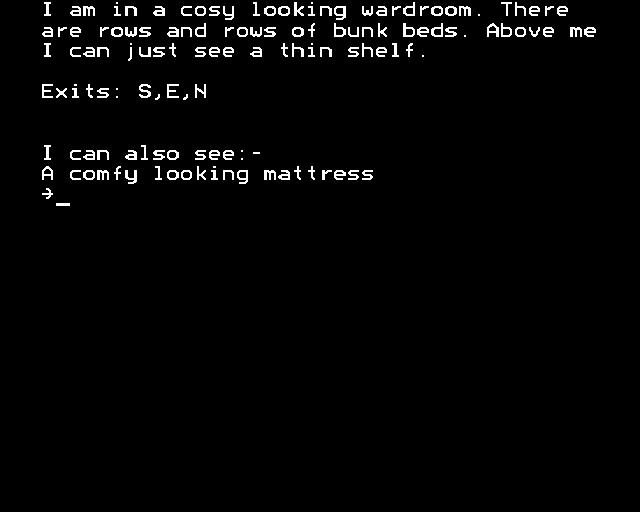 I am in a cosy looking wardroom. There
are rows and rows of bunk beds. Above me
I can just see a thin shelf.
Exits: S,E,N
I can also see:-
A comfy looking mattress
→_